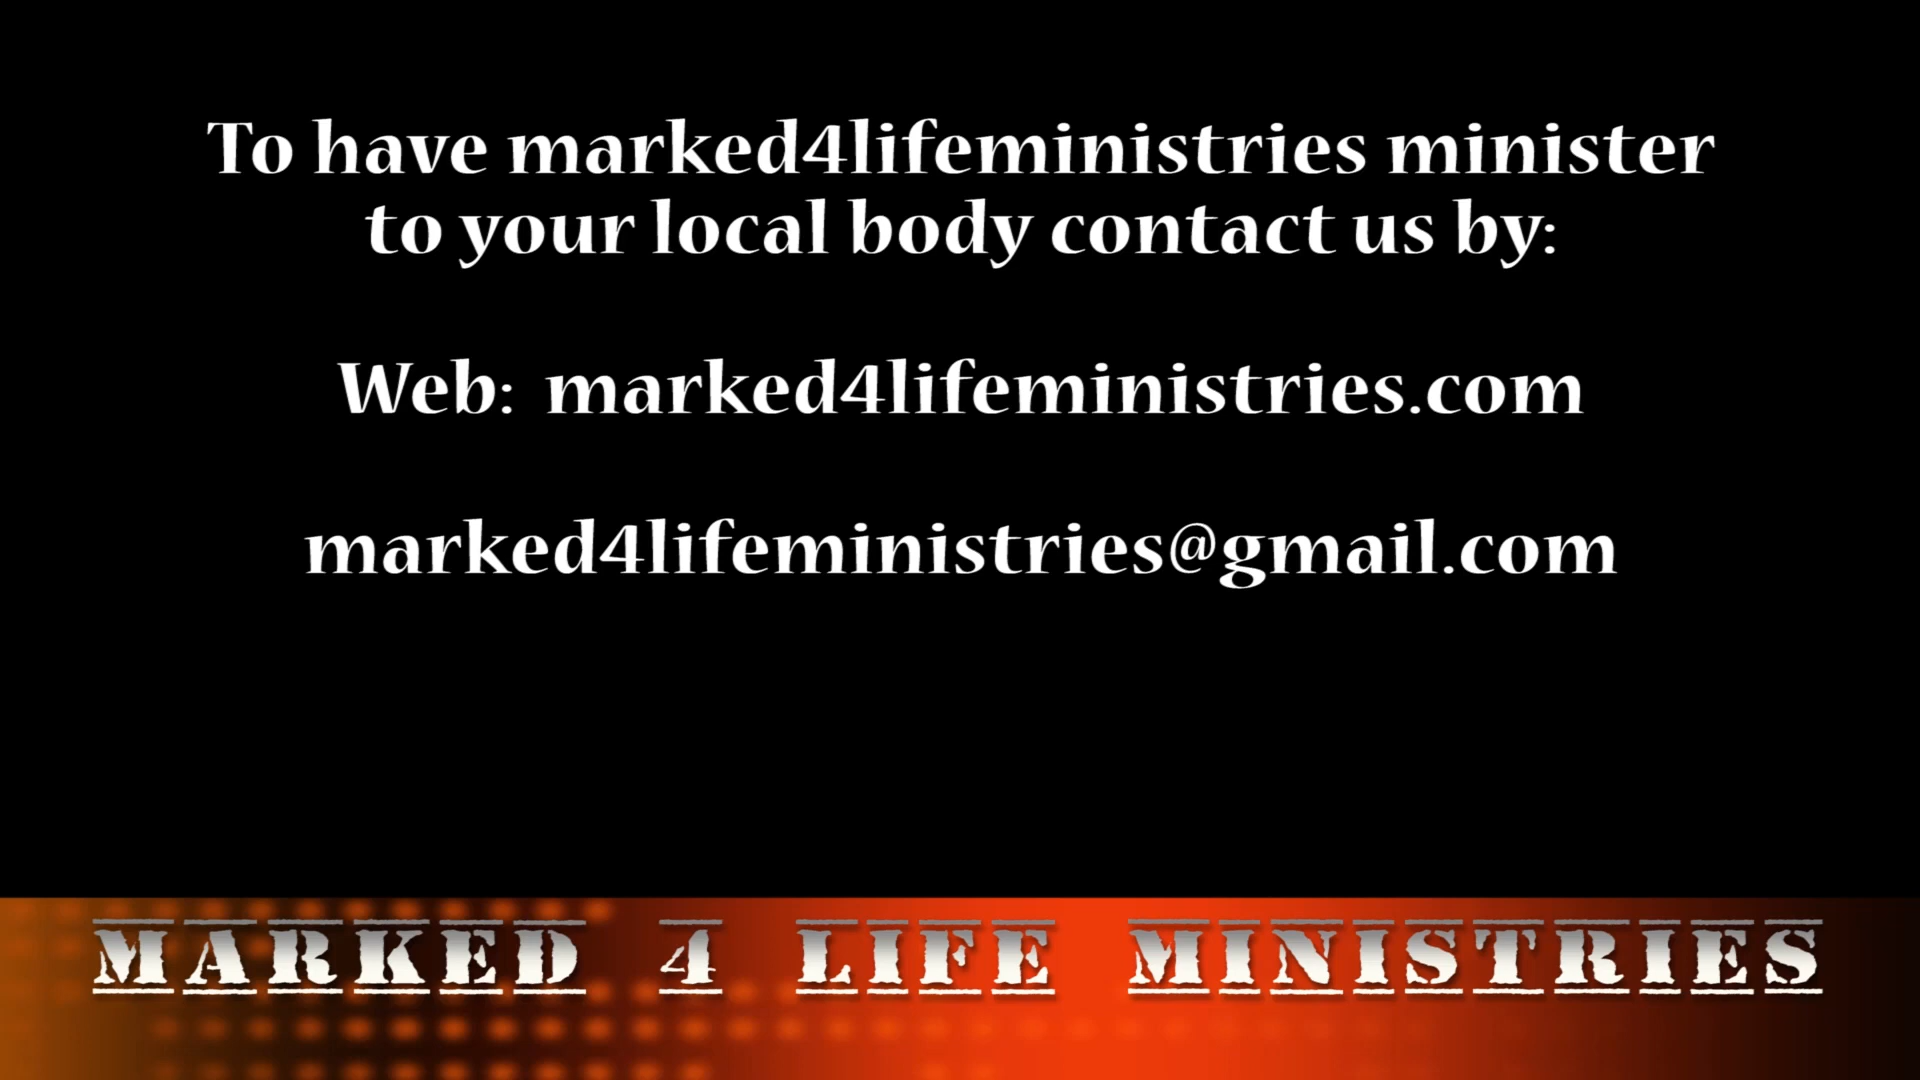 To have marked4lifeministries minister
to your local body contact us by:
Web: marked4lifeministries.com
marked4lifeministries@gmail.com
MARKED 4 LIFE MINISTRIES